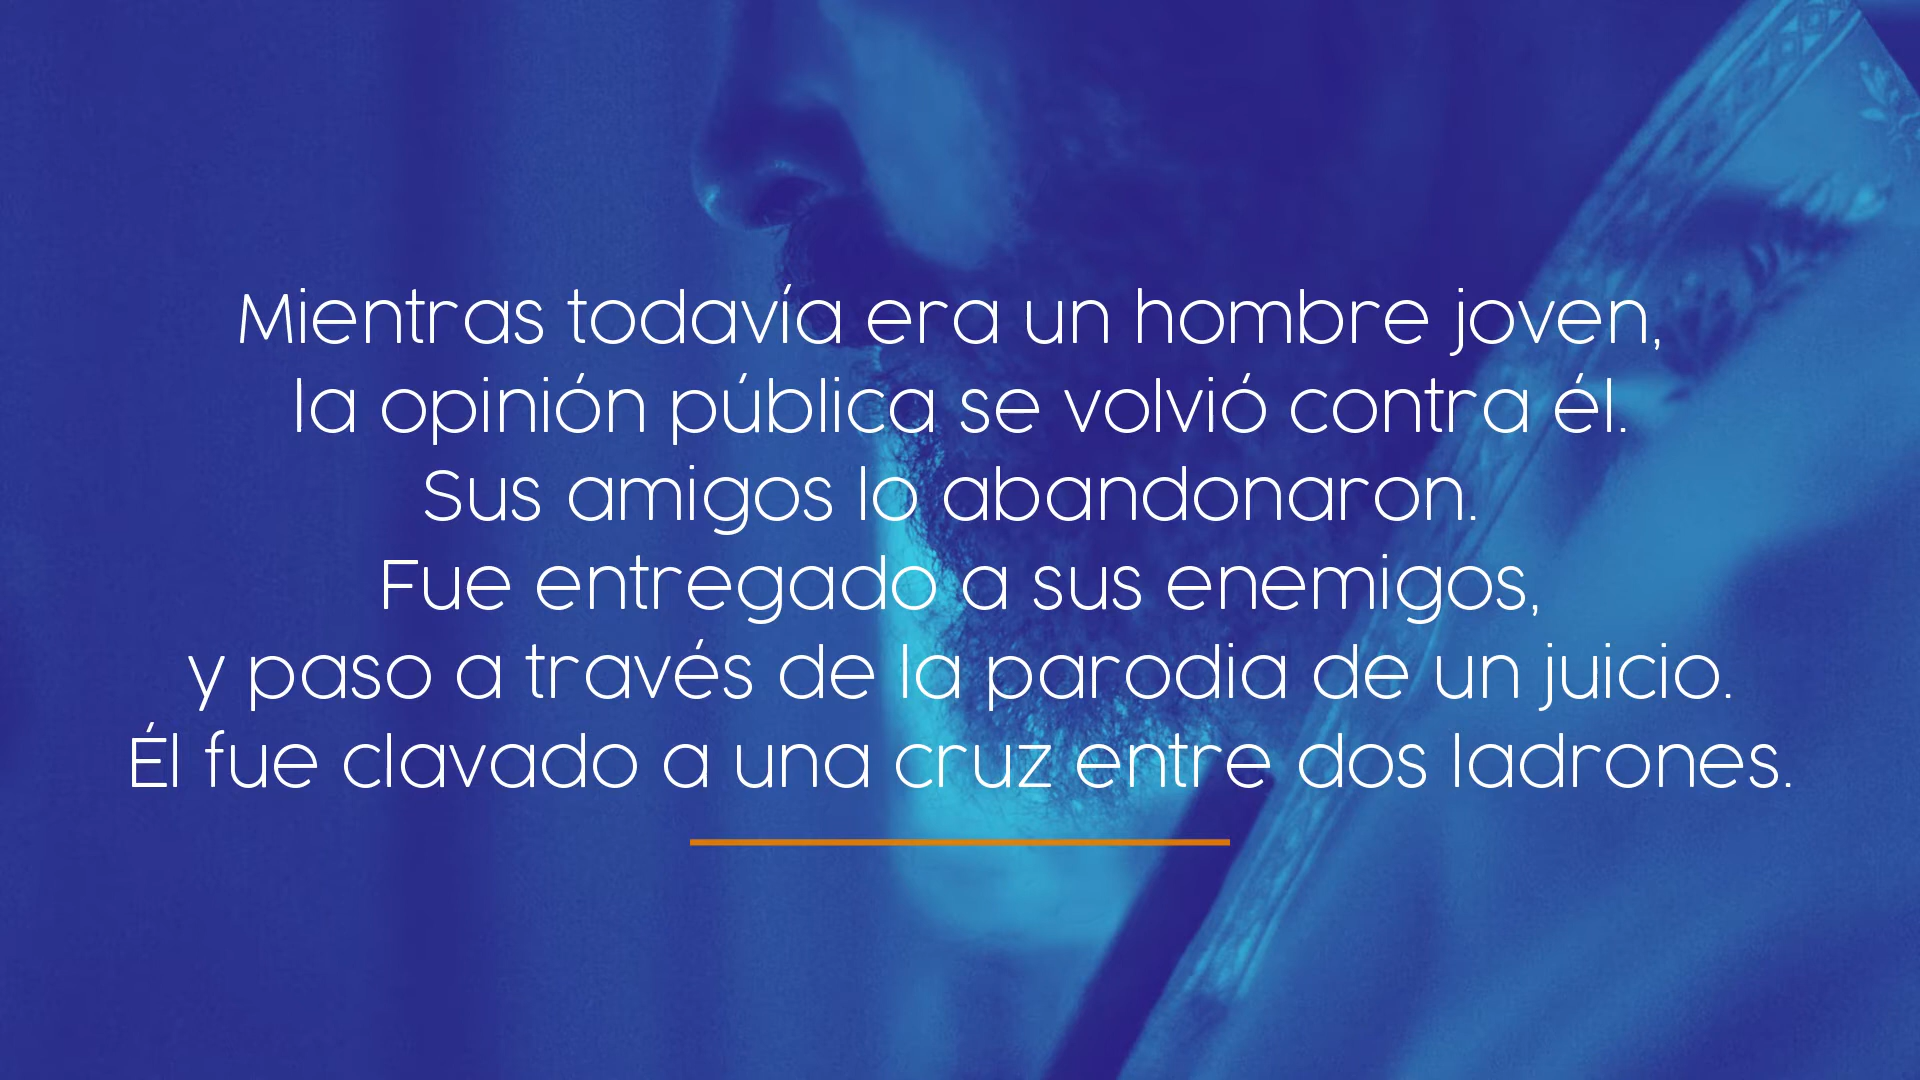 Mientras todavía era un hombre joven,
la opinión pública se volvió contra él.
Sus amigos lo abandonaron.
Fue entregado a sus enemigos,
y paso a través de la parodia de un juicio.
Él fue clavado a una cruz entre dos ladrones.